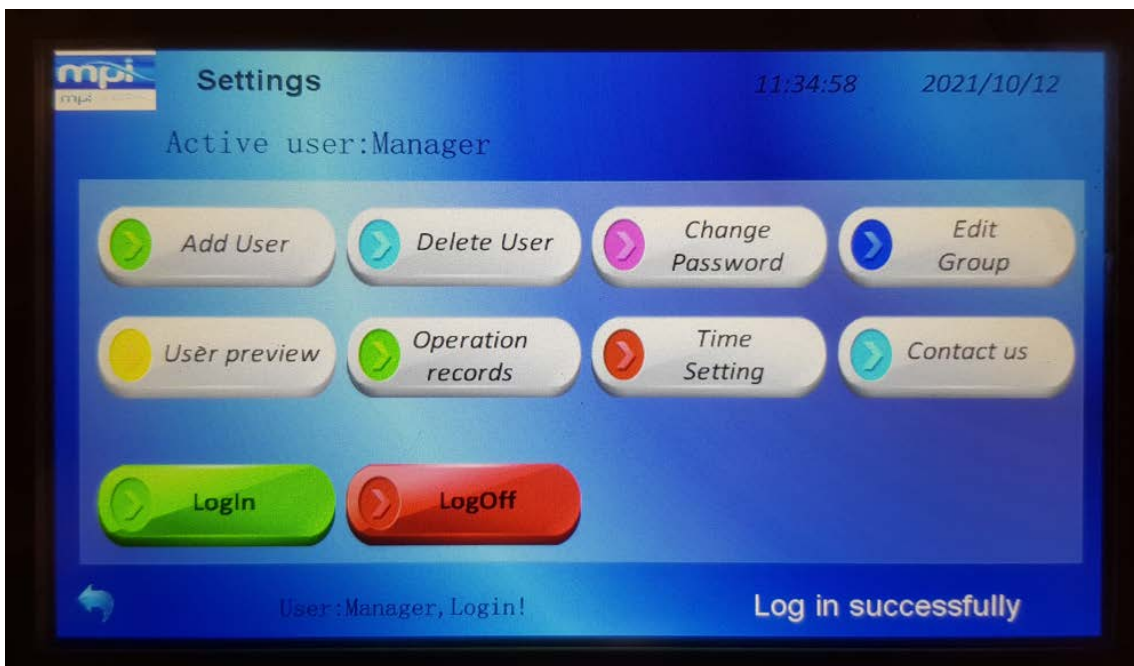 mpi
mpi
Settings
11:34:58
2021/10/12
Active user:Manager
Add User
Delete User
Change
Password
Edit
Group
User preview
Operation
records
Time
Setting
Contact us
LogIn
LogOff
User:Manager,Login!
Log in successfully